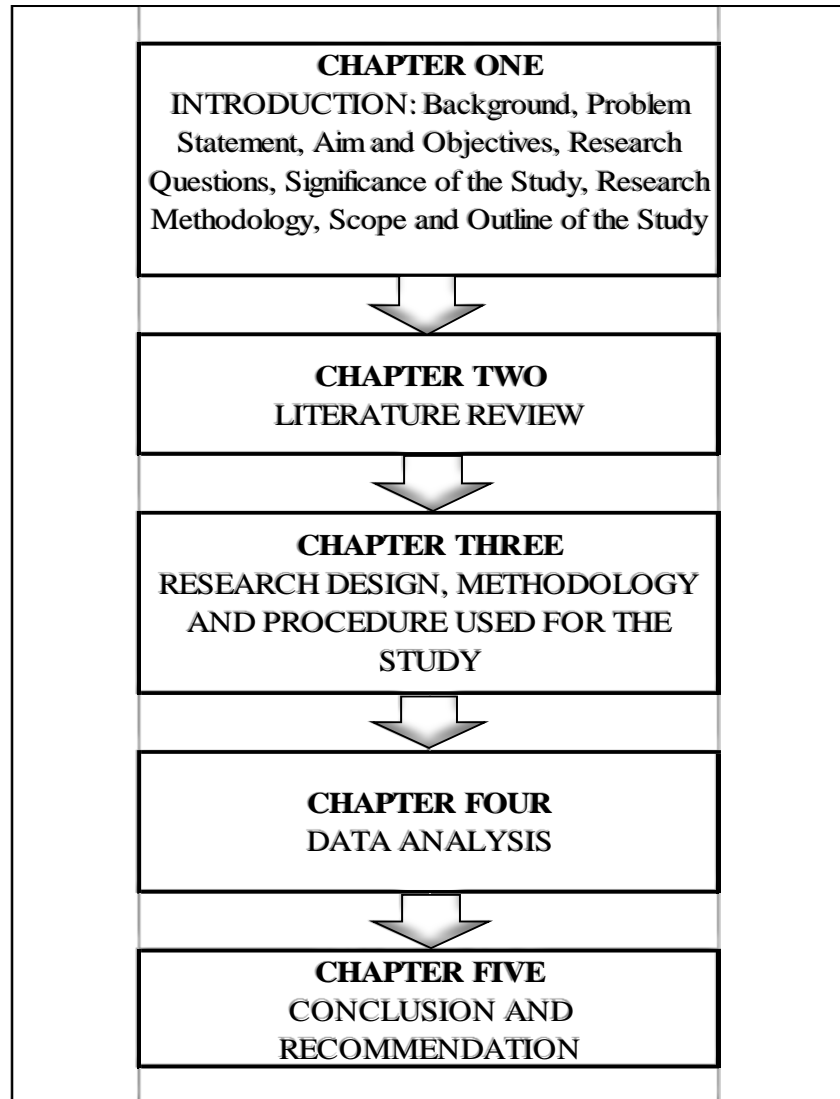 CHAPTER ONE
INTRODUCTION: Background, Problem
Statement, Aim and Objectives, Research
Questions, Significance of the Study, Research
Methodology, Scope and Outline of the Study
CHAPTER TWO
LITERATURE REVIEW
CHAPTER THREE
RESEARCH DESIGN, METHODOLOGY
AND PROCEDURE USED FOR THE
STUDY
CHAPTER FOUR
DATA ANALYSIS
CHAPTER FIVE
CONCLUSION AND
RECOMMENDATION